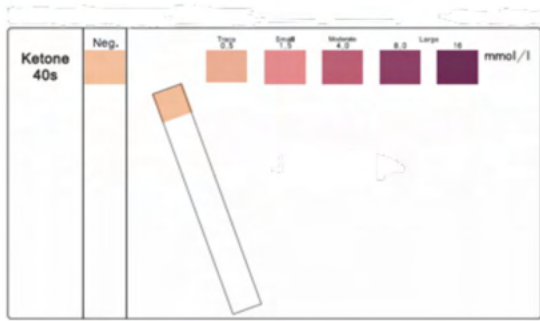 Ketone
40s
Neg.
Trace
0.5
Small
1.5
Moderate
4.0
Large
8.0 16
mmol/l